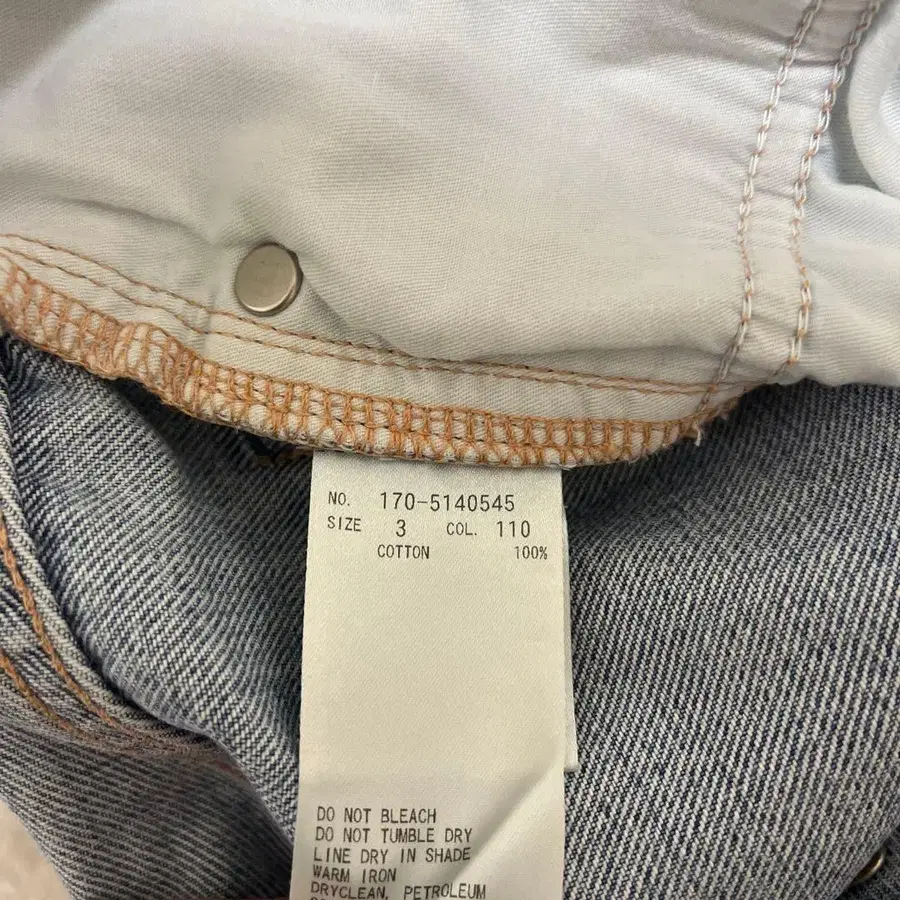 NO. 170-5140545
SIZE 3 COL. 110
COTTON 100%
DO NOT BLEACH
DO NOT TUMBLE DRY
LINE DRY IN SHADE
WARM IRON
DRYCLEAN, PETROLEUM